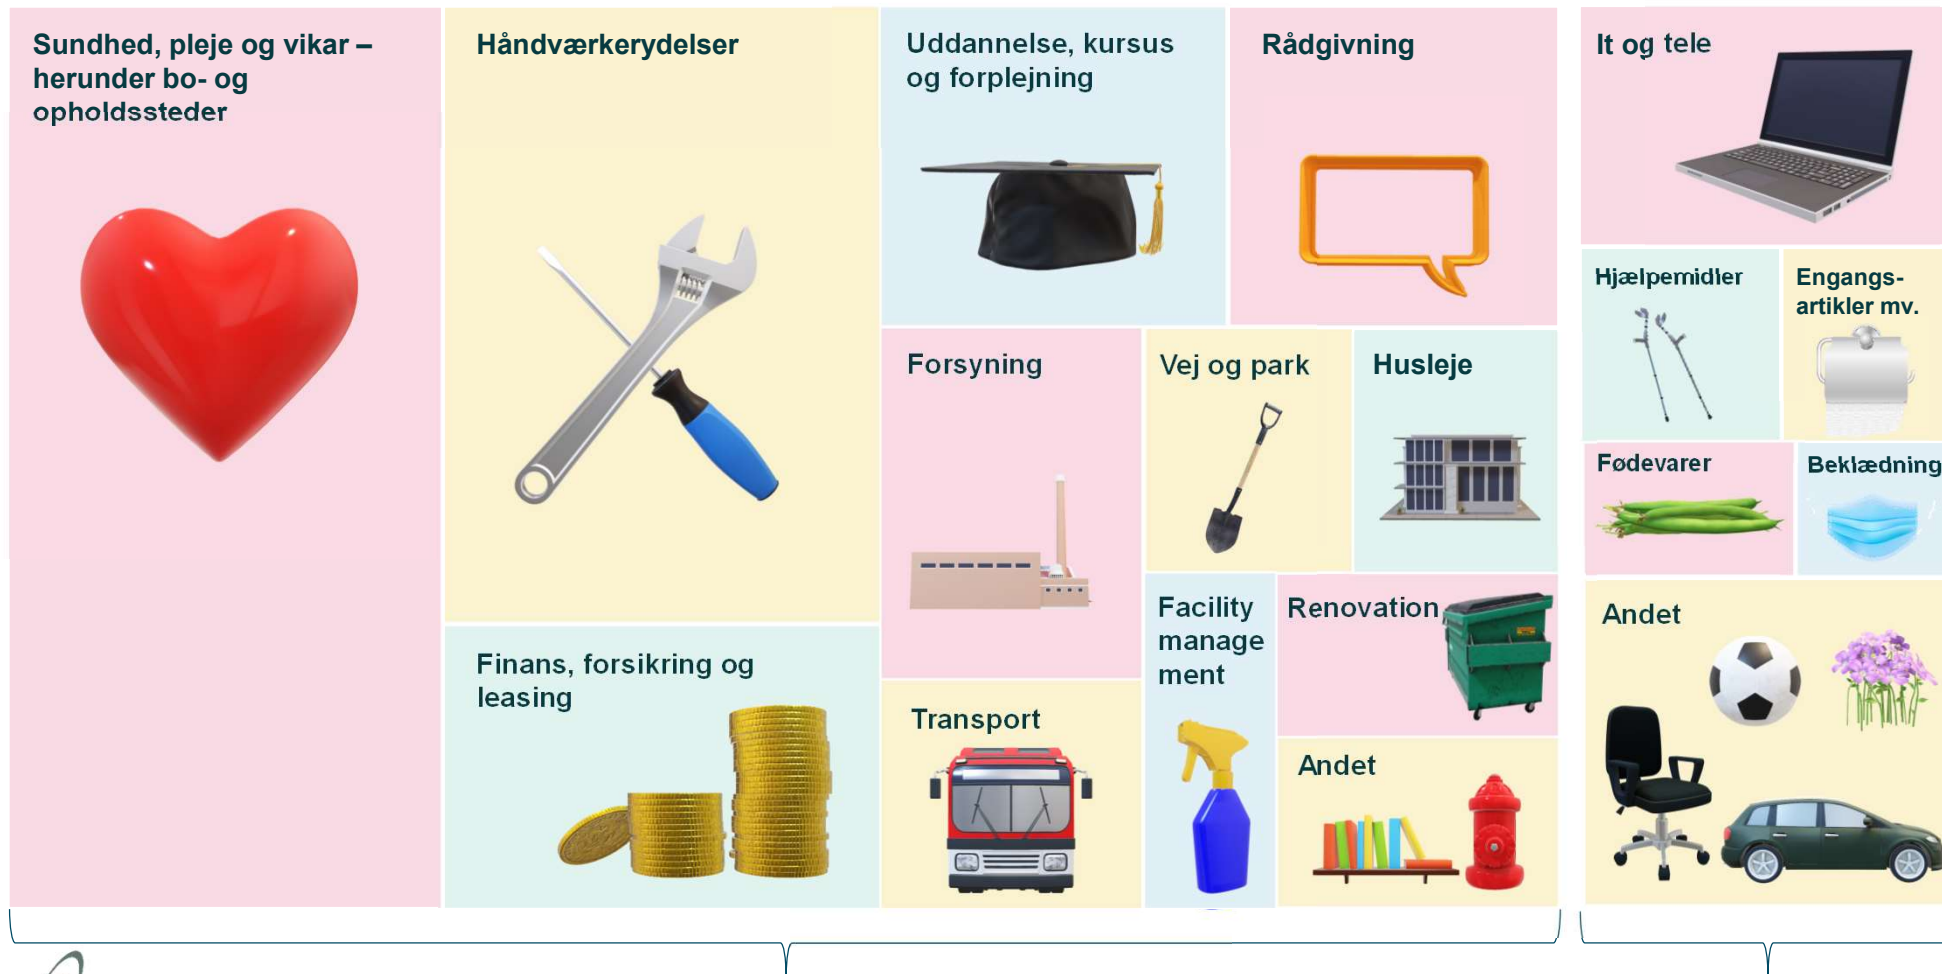 Sundhed, pleje og vikar –
herunder bo- og
opholdssteder
Håndværkerydelser
Uddannelse, kursus
og forplejning
Rådgivning
It og tele
Hjælpemidler
Engangs-
artikler mv.
Forsyning
Vej og park
Husleje
Fødevarer
Beklædning
Finans, forsikring og
leasing
Transport
Facility
manage
ment
Renovation
Andet
Andet